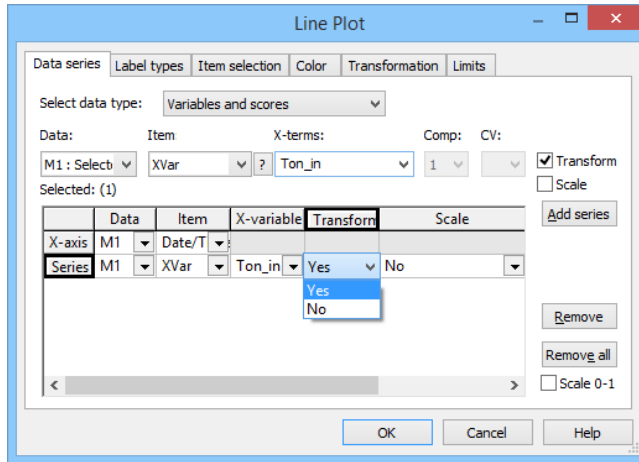 Line Plot
Data series Label types Item selection Color Transformation Limits
Select data type: Variables and scores
Data: Item: X-terms: Comp: CV:
M1 : Select XVar ? Ton_in 1 Transform
Selected: (1) Scale
Data Item X-variable Transform Scale Add series
X-axis M1 Date/T
Series M1 XVar Ton_in Yes No
Yes
No
Remove
Remove all
Scale 0-1
OK Cancel Help